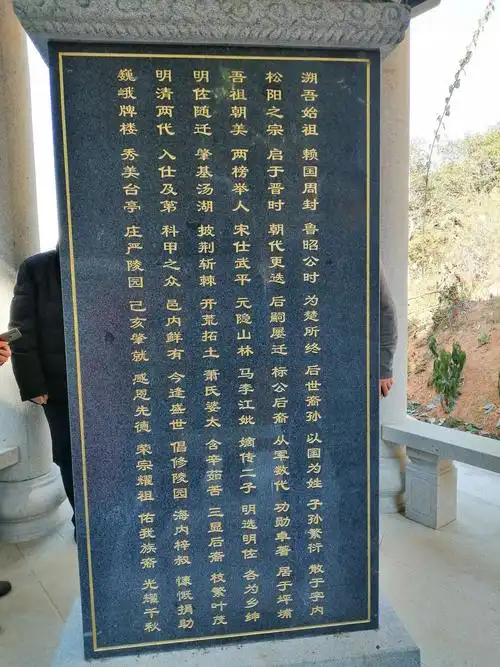 溯吾始祖 赖国周封 鲁昭公时 为楚所终 后世裔孙 以国为姓 子孙繁衍 散于宇内
松阳之宗 启于晋时 朝代更迭 后嗣屡迁 标公后裔 从军数代 功勋卓著 居于坪埔
吾祖朝美 两榜举人 宋仕武平 元隐山林 马李江妣 嫡传二子 明选明佐 各为乡绅
明佐随迁 肇基汤湖 披荆斩棘 开荒拓土 萧氏婆太 含辛茹苦 三显后裔 枝繁叶茂
明清两代 入仕及第 科甲之众 邑内鲜有 今逢盛世 倡修陵园 海内梓叔 慷慨捐助
巍峨牌楼 秀美台亭 庄严陵园 己亥肇就 感恩先德 荣宗耀祖 佑我族裔 光耀千秋